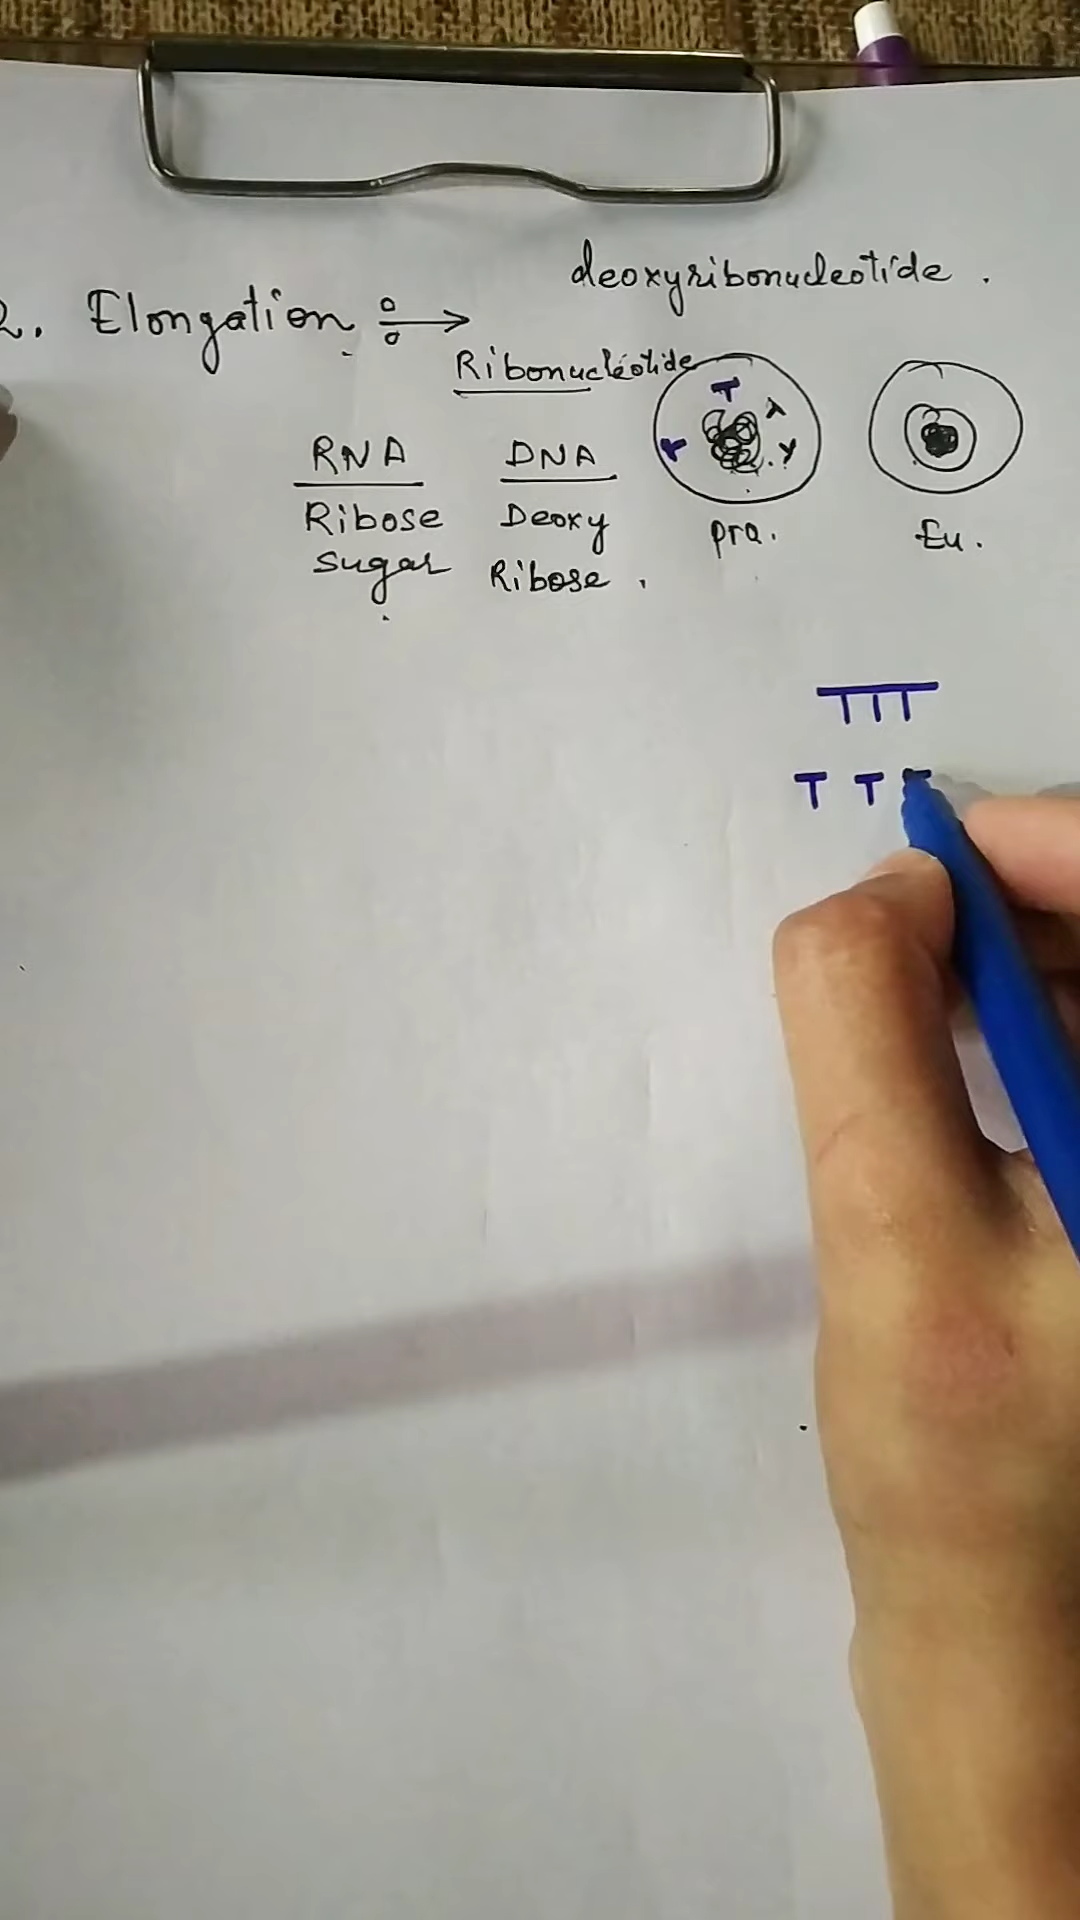 deoxyribonucleotide.
2. Elongation ÷→
Ribonucleotide
RNA DNA
Ribose Deoxy
Sugar Ribose.
pro. Eu.